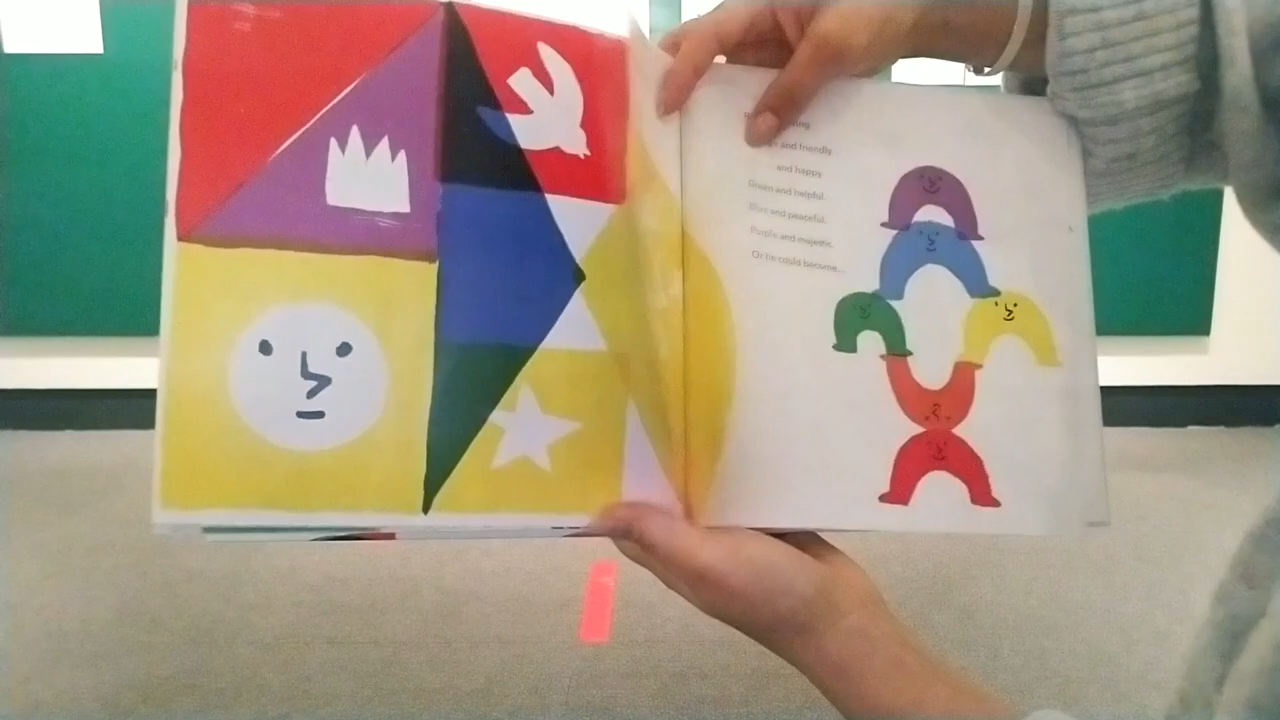 and friendly
and happy
Green and helpful.
Blue and peaceful.
Purple and majestic.
Or he could become...